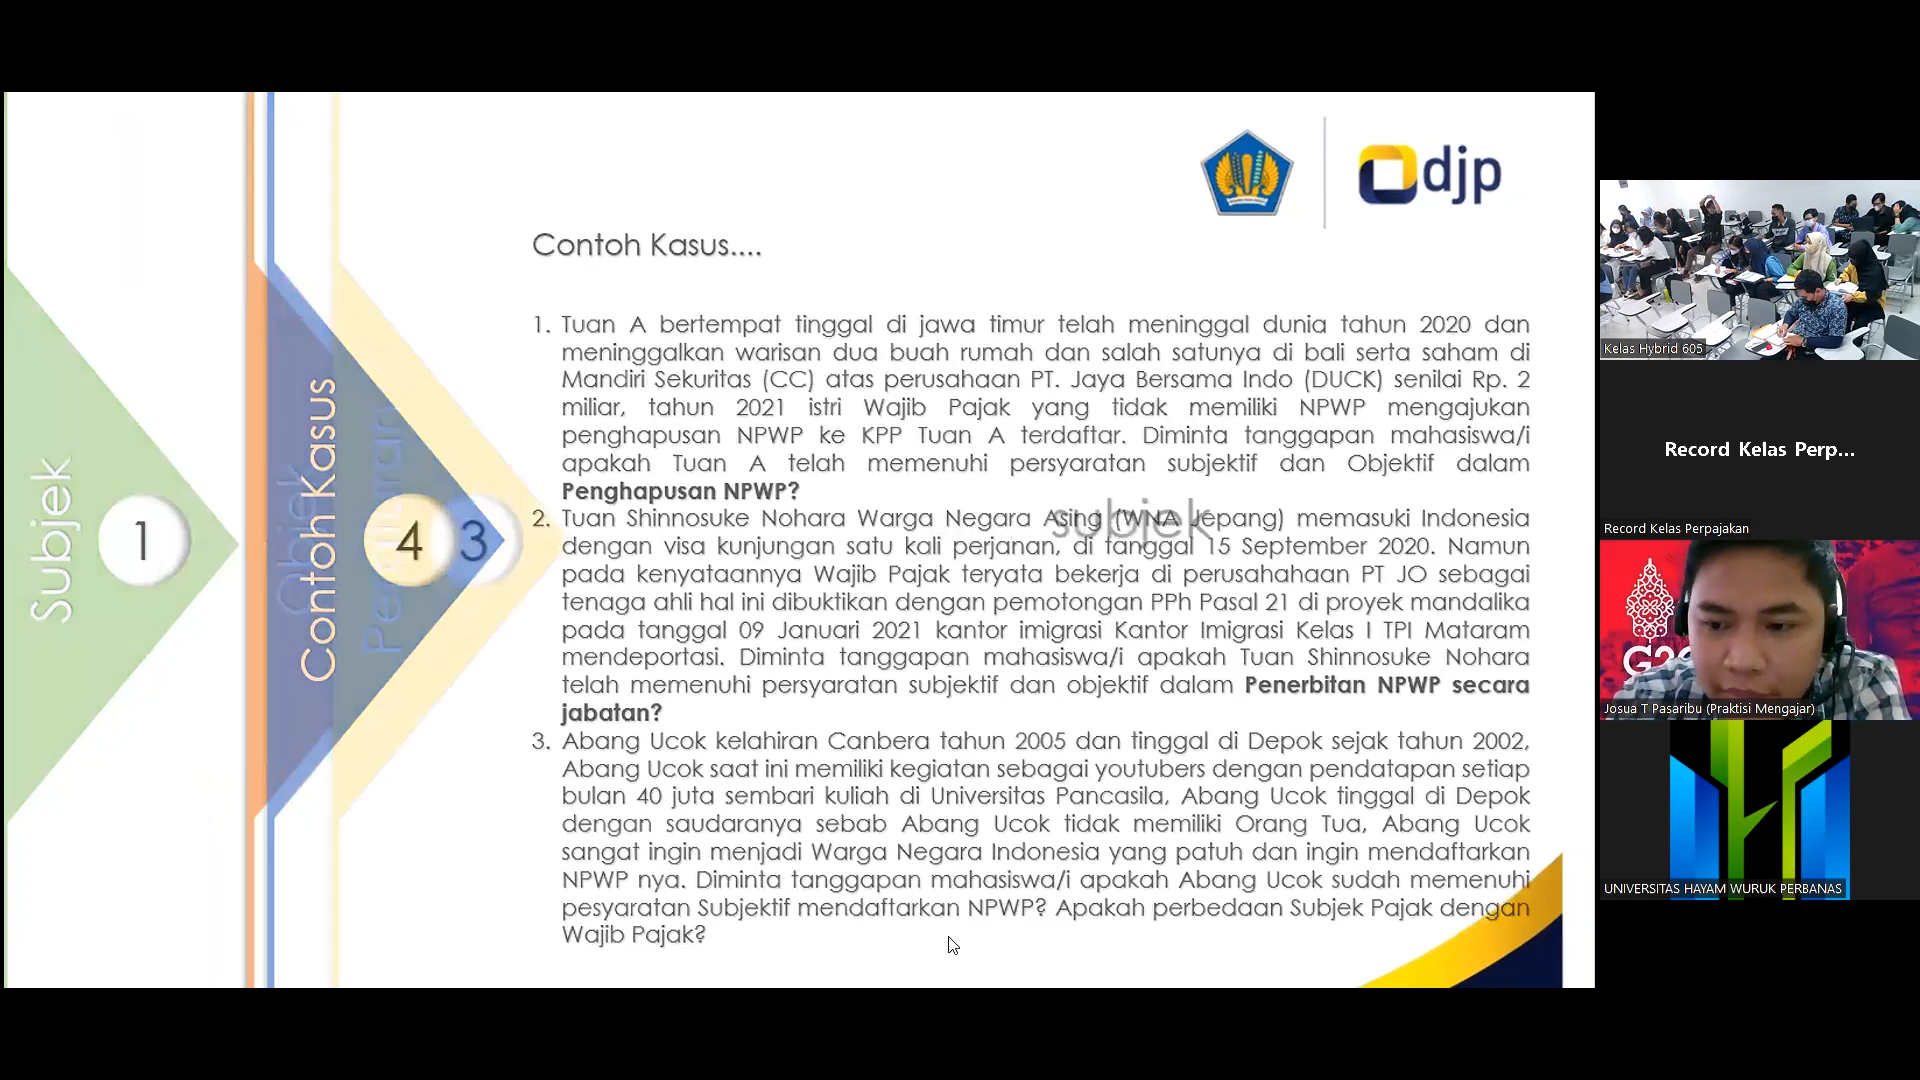 Subjek
1
Contoh Kasus
4
3
djp
Contoh Kasus....
1. Tuan A bertempat tinggal di jawa timur telah meninggal dunia tahun 2020 dan
meninggalkan warisan dua buah rumah dan salah satunya di bali serta saham di
Mandiri Sekuritas (CC) atas perusahaan PT. Jaya Bersama Indo (DUCK) senilai Rp. 2
miliar, tahun 2021 istri Wajib Pajak yang tidak memiliki NPWP mengajukan
penghapusan NPWP ke KPP Tuan A terdaftar. Diminta tanggapan mahasiswa/i
apakah Tuan A telah memenuhi persyaratan subjektif dan Objektif dalam
Penghapusan NPWP?
subjek
2. Tuan Shinnosuke Nohara Warga Negara Asing (WNA Jepang) memasuki Indonesia
dengan visa kunjungan satu kali perjanan, di tanggal 15 September 2020. Namun
pada kenyataannya Wajib Pajak teryata bekerja di perusahahaan PT JO sebagai
tenaga ahli hal ini dibuktikan dengan pemotongan PPh Pasal 21 di proyek mandalika
pada tanggal 09 Januari 2021 kantor imigrasi Kantor Imigrasi Kelas I TPI Mataram
mendeportasi. Diminta tanggapan mahasiswa/i apakah Tuan Shinnosuke Nohara
telah memenuhi persyaratan subjektif dan objektif dalam Penerbitan NPWP secara
jabatan?
3. Abang Ucok kelahiran Canbera tahun 2005 dan tinggal di Depok sejak tahun 2002,
Abang Ucok saat ini memiliki kegiatan sebagai youtubers dengan pendatapan setiap
bulan 40 juta sembari kuliah di Universitas Pancasila, Abang Ucok tinggal di Depok
dengan saudaranya sebab Abang Ucok tidak memiliki Orang Tua, Abang Ucok
sangat ingin menjadi Warga Negara Indonesia yang patuh dan ingin mendaftarkan
NPWP nya. Diminta tanggapan mahasiswa/i apakah Abang Ucok sudah memenuhi
pesyaratan Subjektif mendaftarkan NPWP? Apakah perbedaan Subjek Pajak dengan
Wajib Pajak?
Kelas Hybrid 605
Record Kelas Perp...
Record Kelas Perpajakan
G20
Josua T Pasaribu (Praktisi Mengajar)
UNIVERSITAS HAYAM WURUK PERBANAS